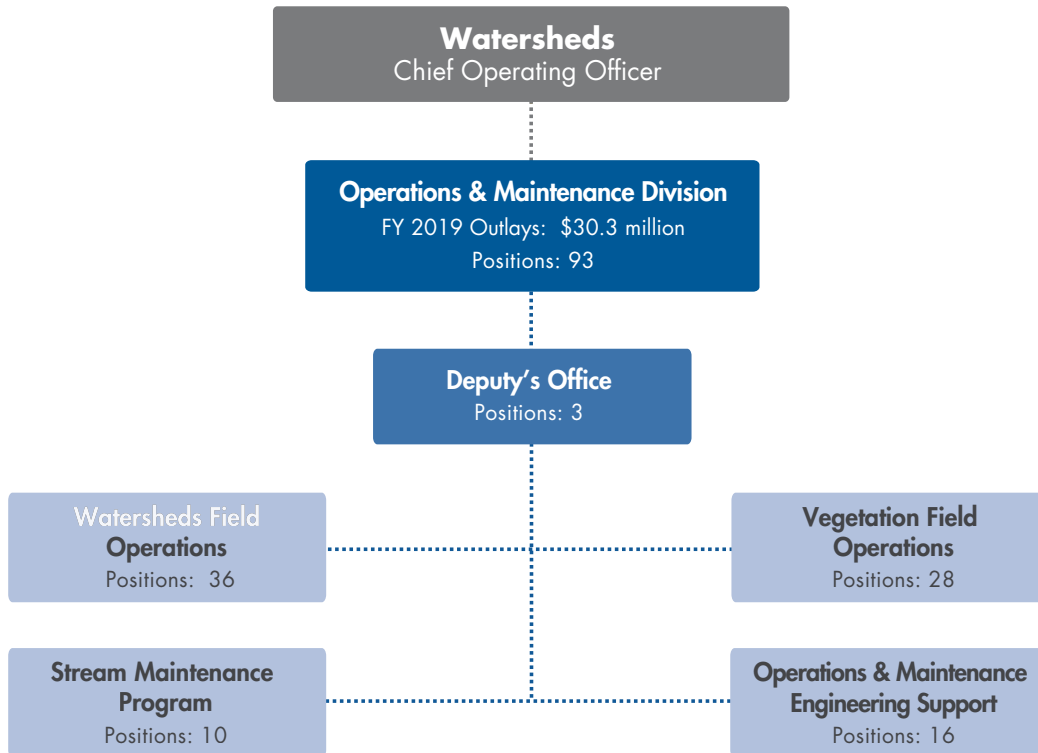 Watersheds
Chief Operating Officer
Operations & Maintenance Division
FY 2019 Outlays: $30.3 million
Positions: 93
Deputy’s Office
Positions: 3
Watersheds Field
Operations
Positions: 36
Vegetation Field
Operations
Positions: 28
Stream Maintenance
Program
Positions: 10
Operations & Maintenance
Engineering Support
Positions: 16